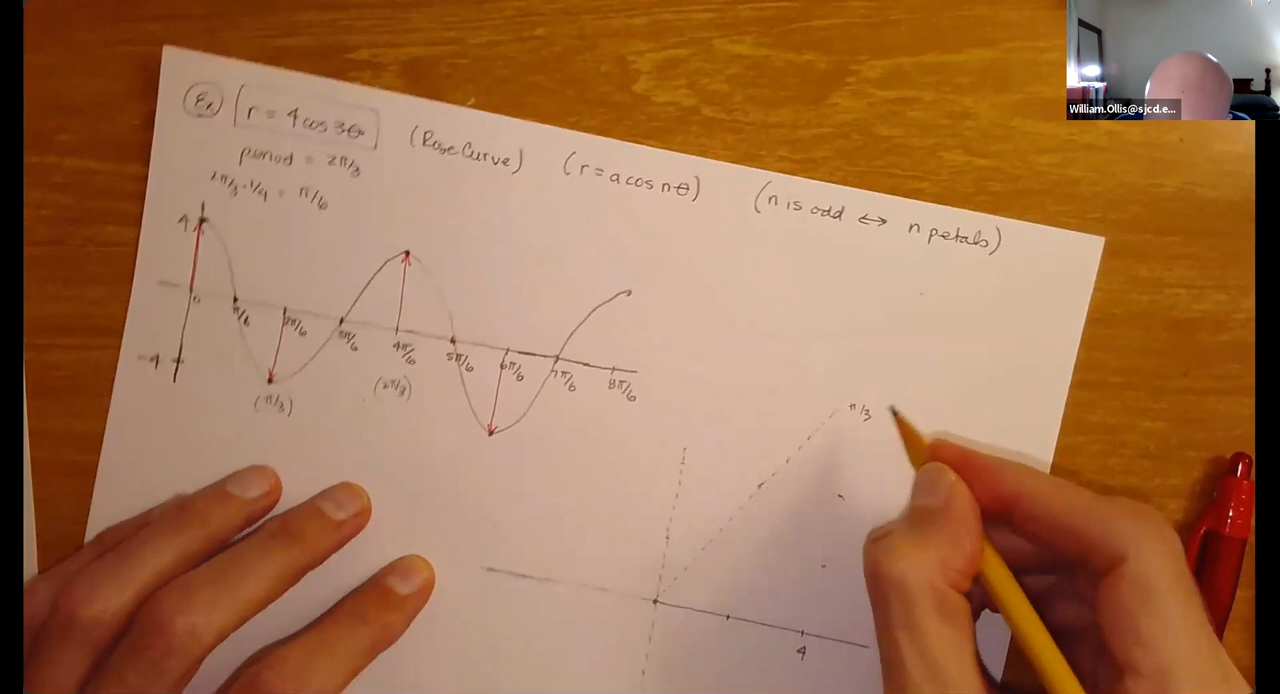 Ex r = 4 cos 3θ (Rose Curve) (r = a cos nθ) (n is odd ↔ n petals)
period = 2π/3
2π/3 · 1/4 = π/6
4
0 π/6 2π/6 3π/6 4π/6 5π/6 6π/6 7π/6 8π/6
-4
(π/3) (2π/3)
π/3
4
William.Ollis@sjcd.e...